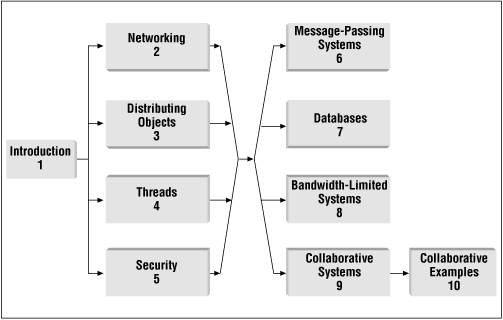 Introduction
1
Networking
2
Distributing
Objects
3
Threads
4
Security
5
Message-Passing
Systems
6
Databases
7
Bandwidth-Limited
Systems
8
Collaborative
Systems
9
Collaborative
Examples
10